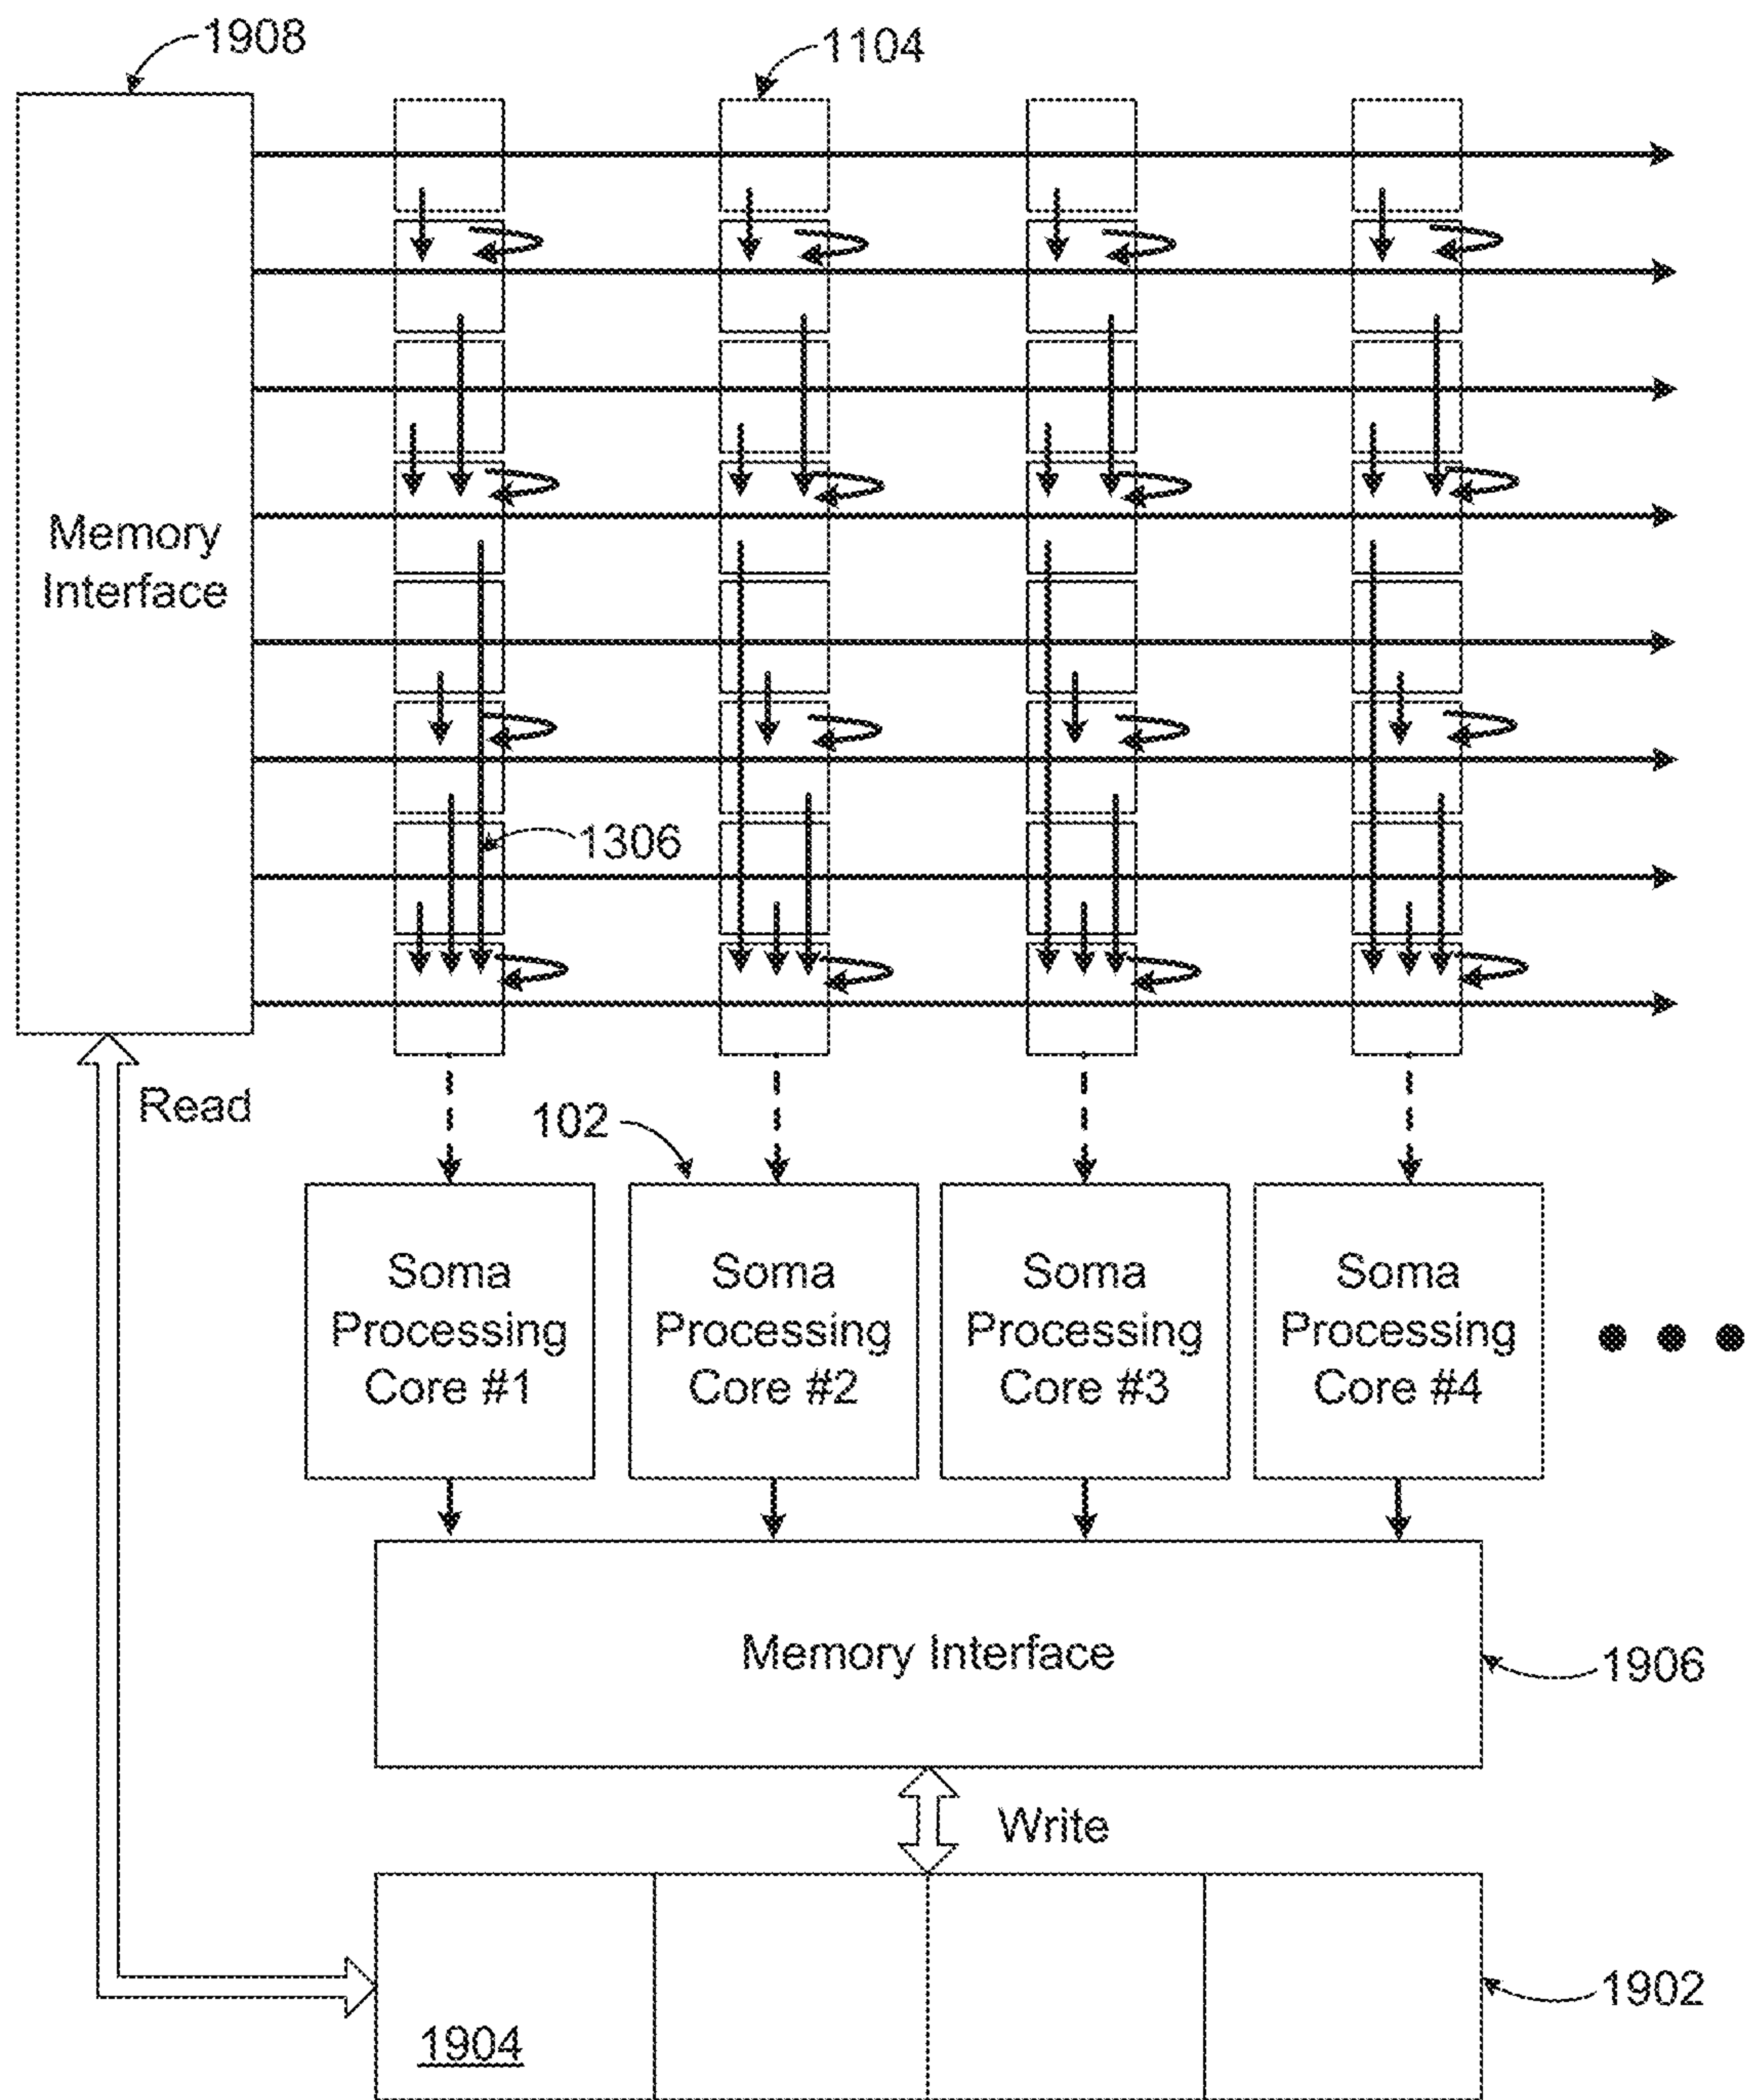 1908
1104
Memory
Interface
1306
Read
102
Soma
Processing
Core #1
Soma
Processing
Core #2
Soma
Processing
Core #3
Soma
Processing
Core #4
Memory Interface
1906
Write
1902
1904